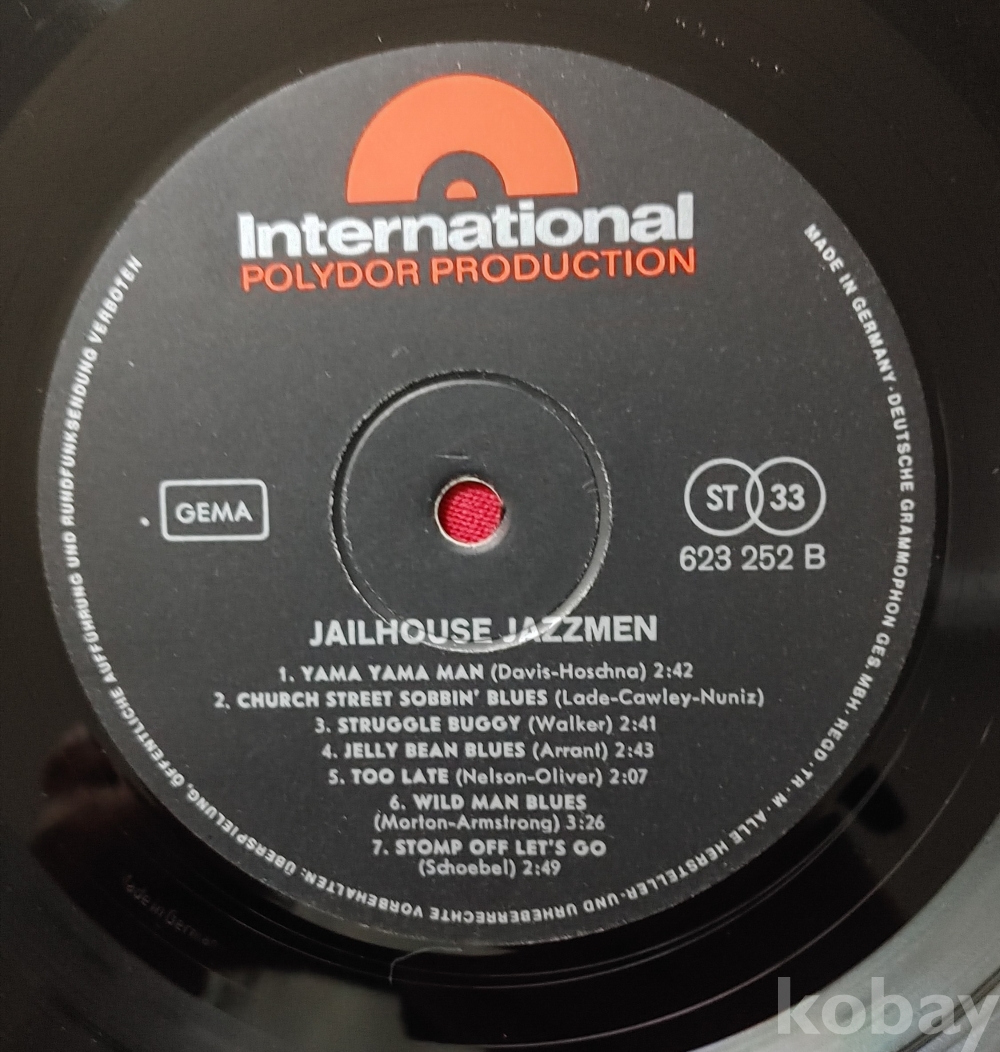 International
POLYDOR PRODUCTION
MADE IN GERMANY · DEUTSCHE GRAMMOPHON GES.MBH · REGD · TR · M · ALLE HERSTELLER- UND URHEBERRECHTE VORBEHALTEN: ÜBERSPIELUNG, ÖFFENTLICHE AUFFÜHRUNG UND RUNDFUNKSENDUNG VERBOTEN
GEMA
ST 33
623 252 B
JAILHOUSE JAZZMEN
1. YAMA YAMA MAN (Davis-Hoschna) 2:42
2. CHURCH STREET SOBBIN' BLUES (Lade-Cawley-Nuniz)
3. STRUGGLE BUGGY (Walker) 2:41
4. JELLY BEAN BLUES (Arrant) 2:43
5. TOO LATE (Nelson-Oliver) 2:07
6. WILD MAN BLUES
(Morton-Armstrong) 3:26
7. STOMP OFF LET'S GO
(Schoebel) 2:49
kobay